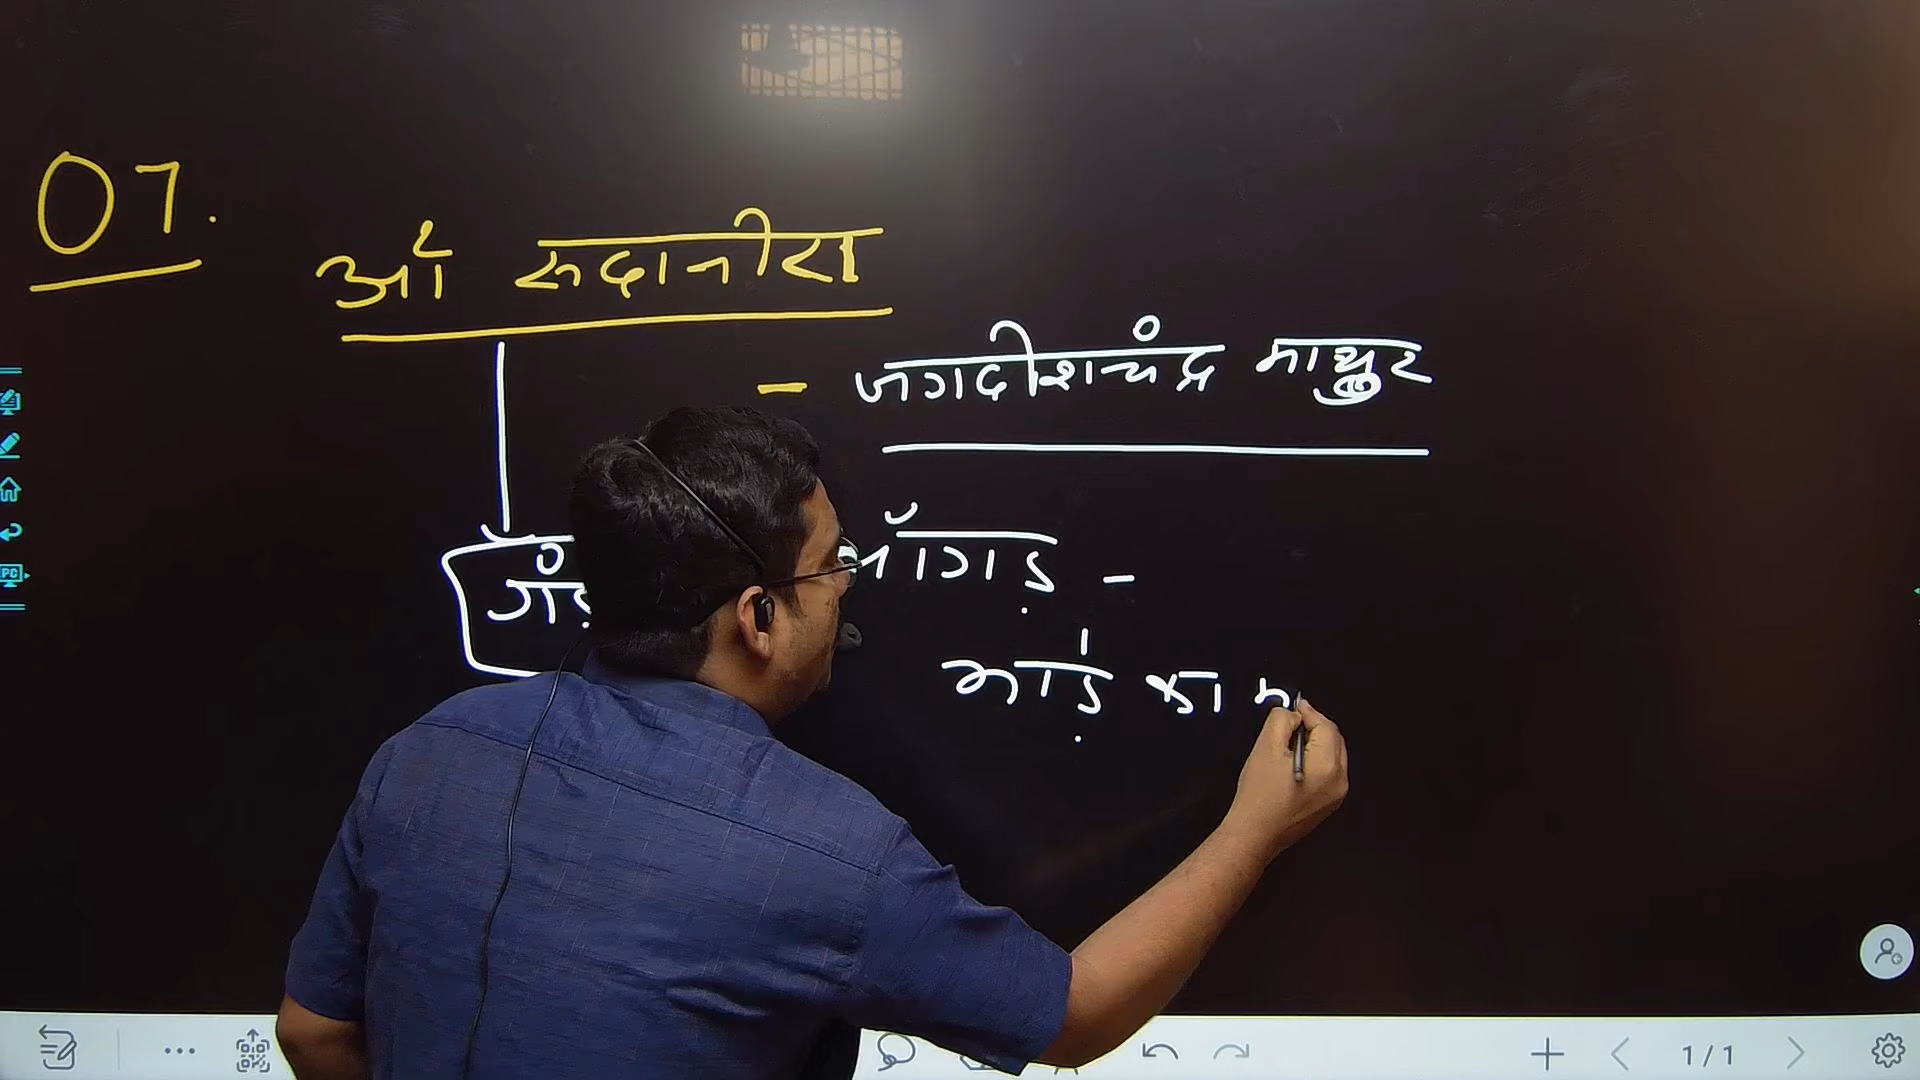 07.
ओ सदानीरा
- जगदीशचंद्र माथुर
गंड
भाड़े का
1/1